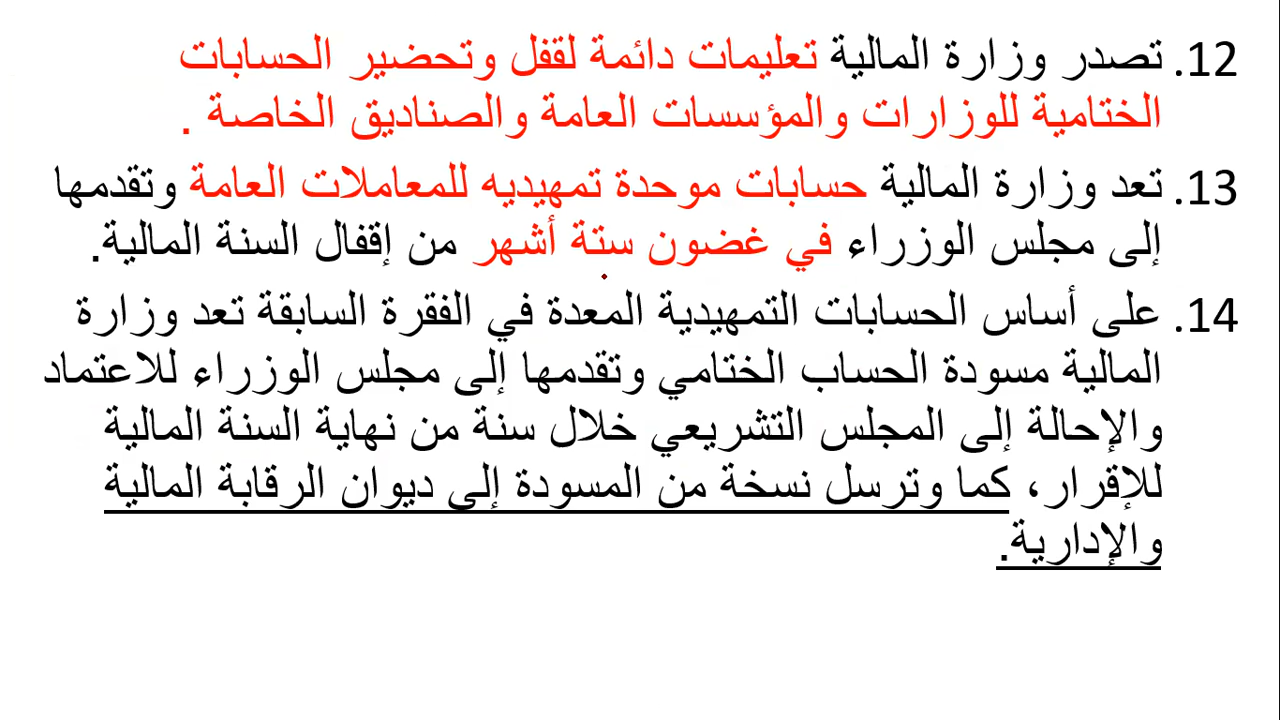 12. تصدر وزارة المالية تعليمات دائمة لقفل وتحضير الحسابات
الختامية للوزارات والمؤسسات العامة والصناديق الخاصة .
13. تعد وزارة المالية حسابات موحدة تمهيديه للمعاملات العامة وتقدمها
إلى مجلس الوزراء في غضون ستة أشهر من إقفال السنة المالية.
14. على أساس الحسابات التمهيدية المعدة في الفقرة السابقة تعد وزارة
المالية مسودة الحساب الختامي وتقدمها إلى مجلس الوزراء للاعتماد
والإحالة إلى المجلس التشريعي خلال سنة من نهاية السنة المالية
للإقرار، كما وترسل نسخة من المسودة إلى ديوان الرقابة المالية
والإدارية.